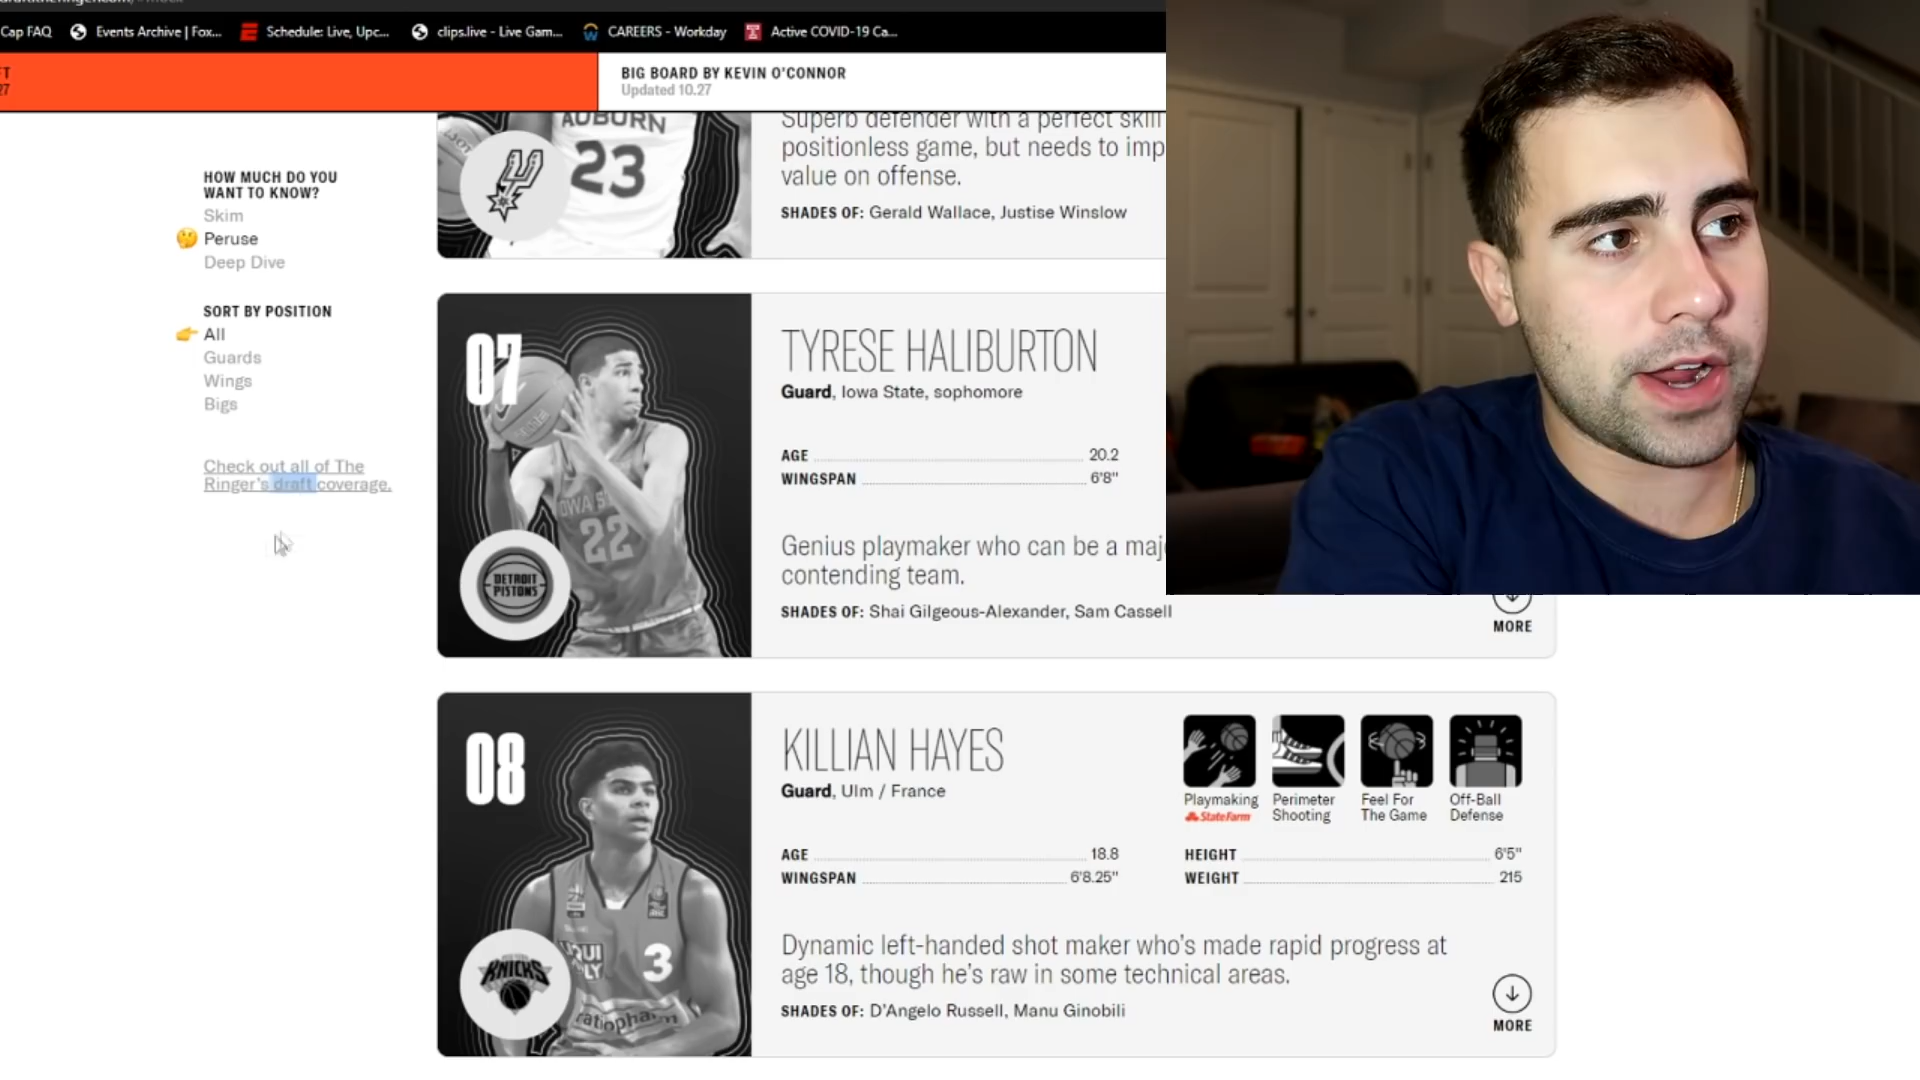 Cap FAQ Events Archive | Fox... Schedule: Live, Upc... clips.live - Live Gam... CAREERS - Workday Active COVID-19 Ca...
BIG BOARD BY KEVIN O'CONNOR
Updated 10.27
HOW MUCH DO YOU
WANT TO KNOW?
Skim
Peruse
Deep Dive
SORT BY POSITION
All
Guards
Wings
Bigs
Check out all of The
Ringer's draft coverage.
AUBURN
23
Superb defender with a perfect skill
positionless game, but needs to imp
value on offense.
SHADES OF: Gerald Wallace, Justise Winslow
07
IOWA S
22
DETROIT
PISTONS
TYRESE HALIBURTON
Guard, Iowa State, sophomore
AGE 20.2
WINGSPAN 6'8"
Genius playmaker who can be a maj
contending team.
SHADES OF: Shai Gilgeous-Alexander, Sam Cassell
MORE
08
3
KNICKS
ratiopharm
KILLIAN HAYES
Guard, Ulm / France
Playmaking
StateFarm
Perimeter
Shooting
Feel For
The Game
Off-Ball
Defense
AGE 18.8
WINGSPAN 6'8.25"
HEIGHT 6'5"
WEIGHT 215
Dynamic left-handed shot maker who's made rapid progress at
age 18, though he's raw in some technical areas.
SHADES OF: D'Angelo Russell, Manu Ginobili
MORE